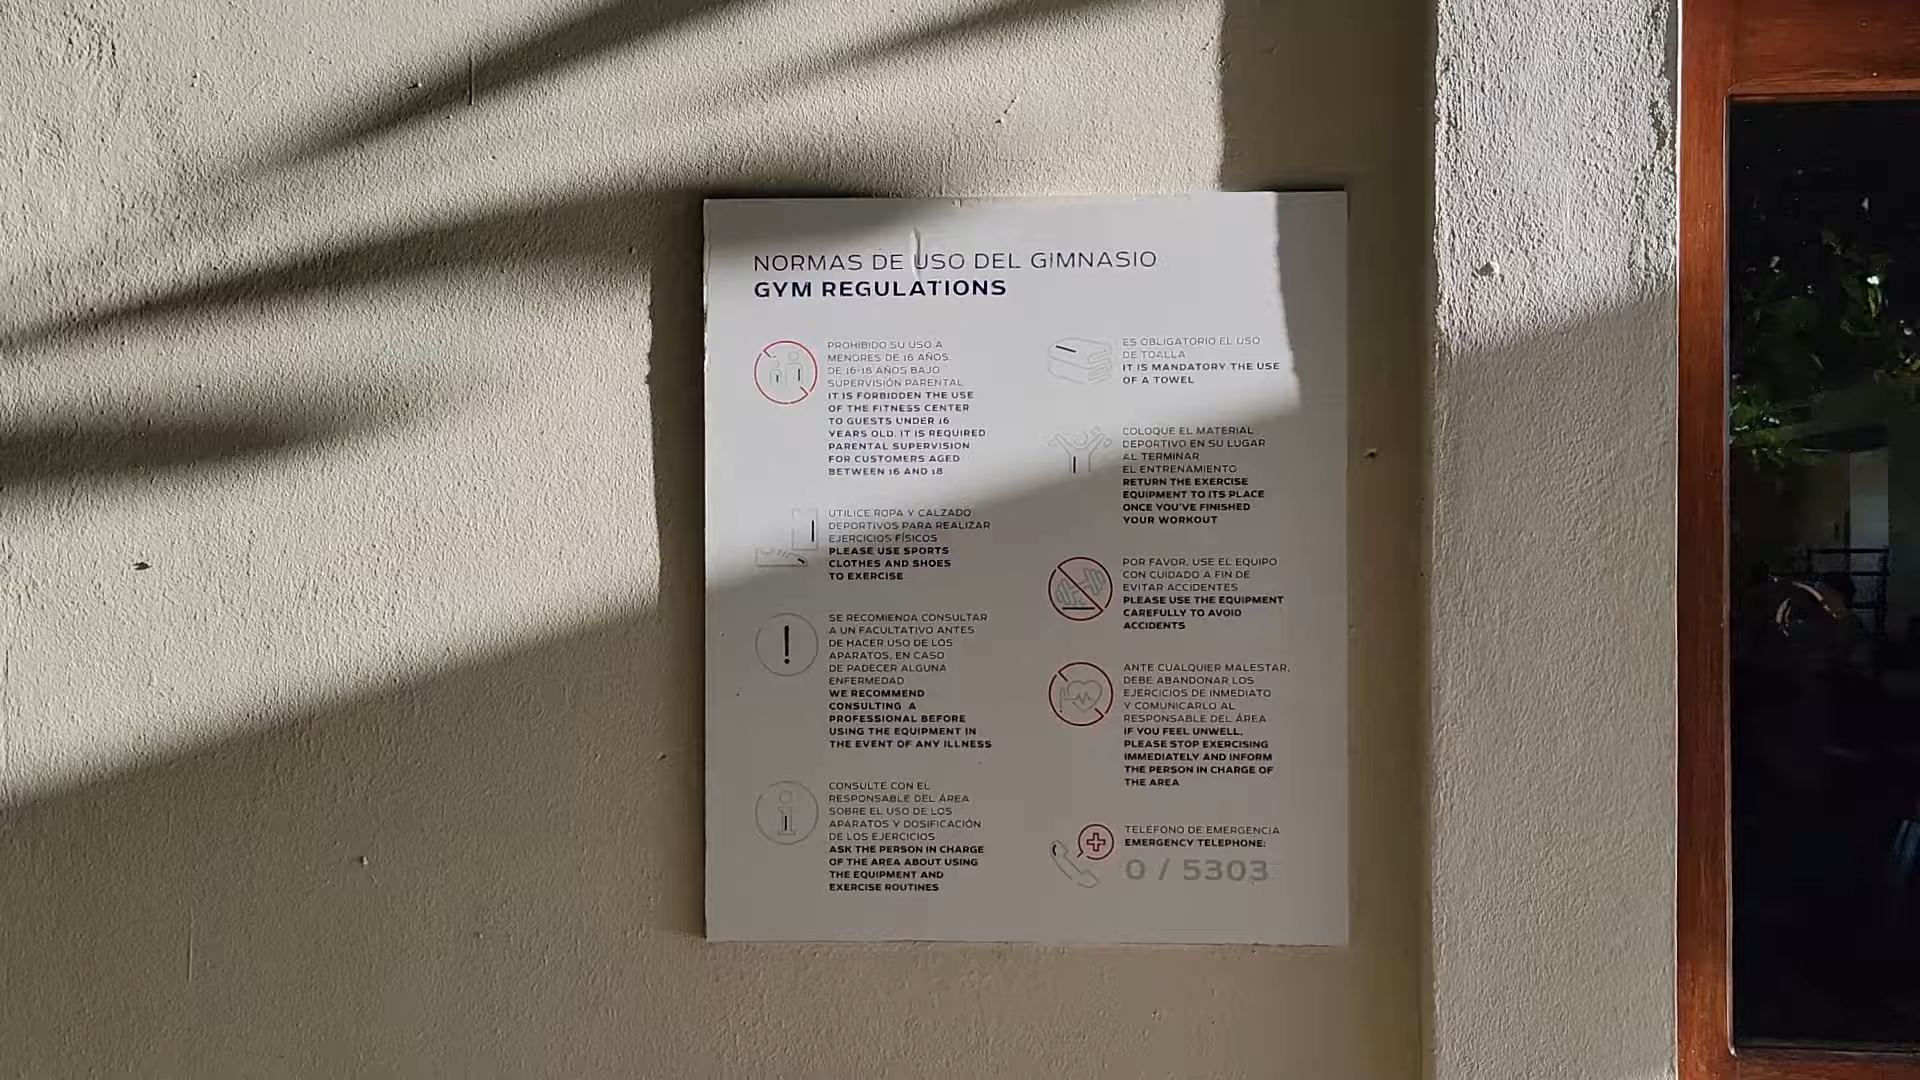 NORMAS DE USO DEL GIMNASIO
GYM REGULATIONS
PROHIBIDO SU USO A
MENORES DE 16 AÑOS.
DE 16-18 AÑOS BAJO
SUPERVISIÓN PARENTAL
IT IS FORBIDDEN THE USE
OF THE FITNESS CENTER
TO GUESTS UNDER 16
YEARS OLD. IT IS REQUIRED
PARENTAL SUPERVISION
FOR CUSTOMERS AGED
BETWEEN 16 AND 18
UTILICE ROPA Y CALZADO
DEPORTIVOS PARA REALIZAR
EJERCICIOS FÍSICOS
PLEASE USE SPORTS
CLOTHES AND SHOES
TO EXERCISE
SE RECOMIENDA CONSULTAR
A UN FACULTATIVO ANTES
DE HACER USO DE LOS
APARATOS, EN CASO
DE PADECER ALGUNA
ENFERMEDAD
WE RECOMMEND
CONSULTING A
PROFESSIONAL BEFORE
USING THE EQUIPMENT IN
THE EVENT OF ANY ILLNESS
CONSULTE CON EL
RESPONSABLE DEL ÁREA
SOBRE EL USO DE LOS
APARATOS Y DOSIFICACIÓN
DE LOS EJERCICIOS
ASK THE PERSON IN CHARGE
OF THE AREA ABOUT USING
THE EQUIPMENT AND
EXERCISE ROUTINES
ES OBLIGATORIO EL USO
DE TOALLA
IT IS MANDATORY THE USE
OF A TOWEL
COLOQUE EL MATERIAL
DEPORTIVO EN SU LUGAR
AL TERMINAR
EL ENTRENAMIENTO
RETURN THE EXERCISE
EQUIPMENT TO ITS PLACE
ONCE YOU'VE FINISHED
YOUR WORKOUT
POR FAVOR, USE EL EQUIPO
CON CUIDADO A FIN DE
EVITAR ACCIDENTES
PLEASE USE THE EQUIPMENT
CAREFULLY TO AVOID
ACCIDENTS
ANTE CUALQUIER MALESTAR,
DEBE ABANDONAR LOS
EJERCICIOS DE INMEDIATO
Y COMUNICARLO AL
RESPONSABLE DEL ÁREA
IF YOU FEEL UNWELL,
PLEASE STOP EXERCISING
IMMEDIATELY AND INFORM
THE PERSON IN CHARGE OF
THE AREA
TELÉFONO DE EMERGENCIA
EMERGENCY TELEPHONE:
0 / 5303